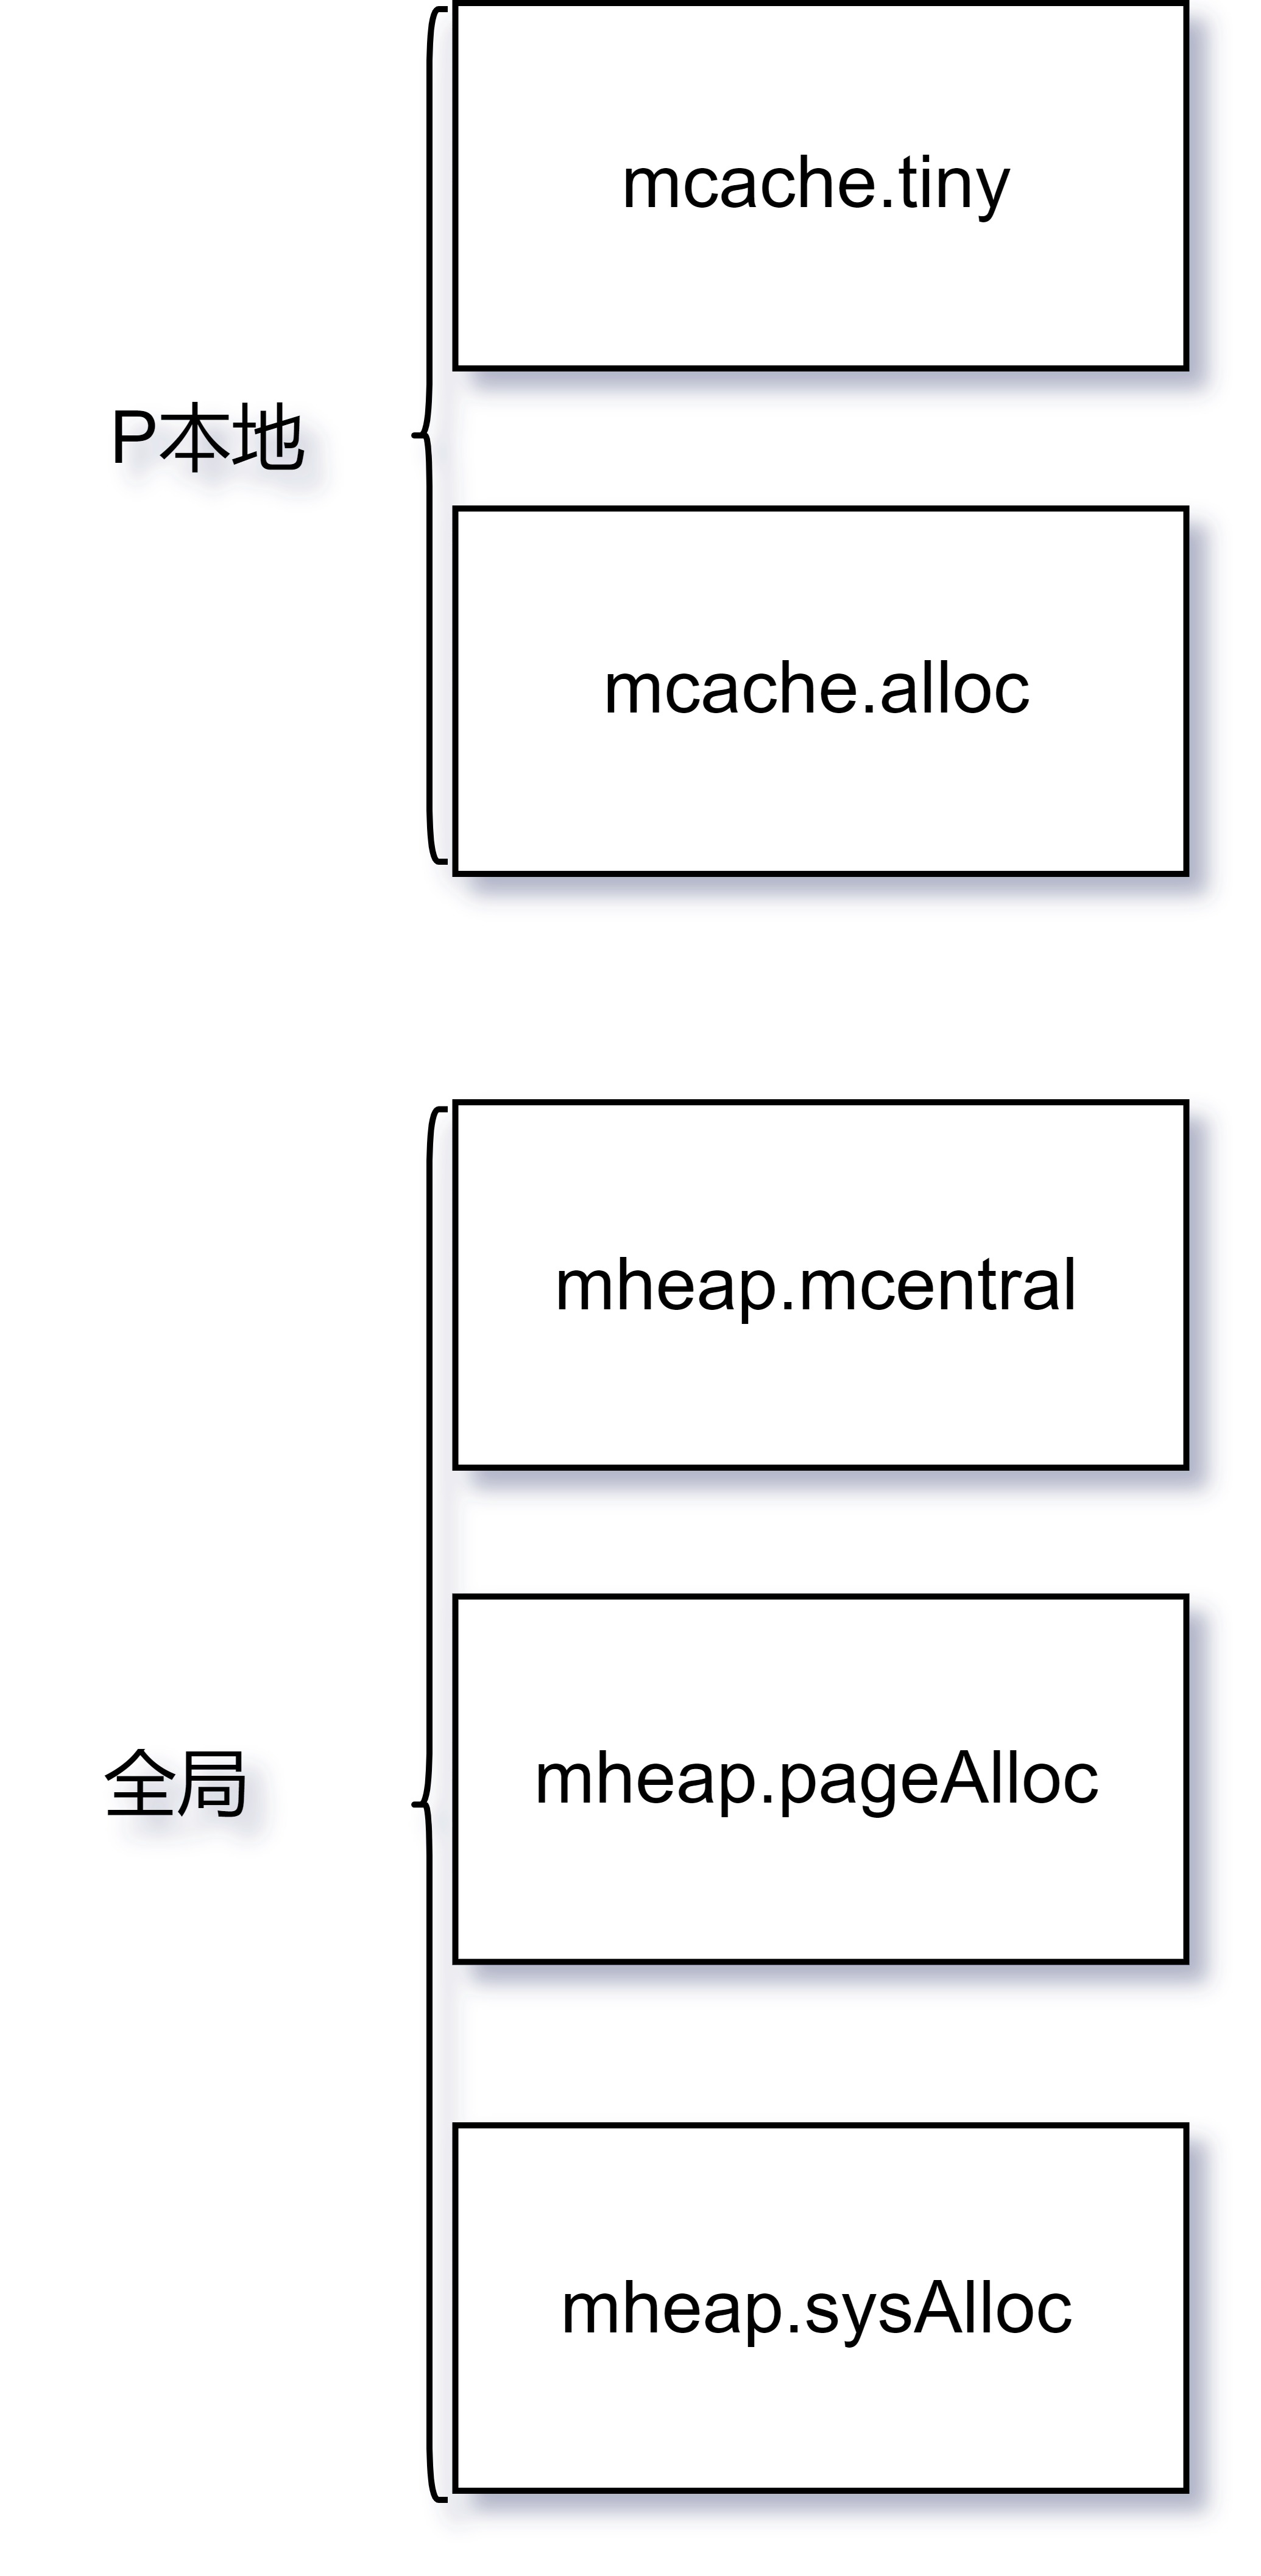 mcache.tiny
P本地
mcache.alloc
mheap.mcentral
mheap.pageAlloc
全局
mheap.sysAlloc